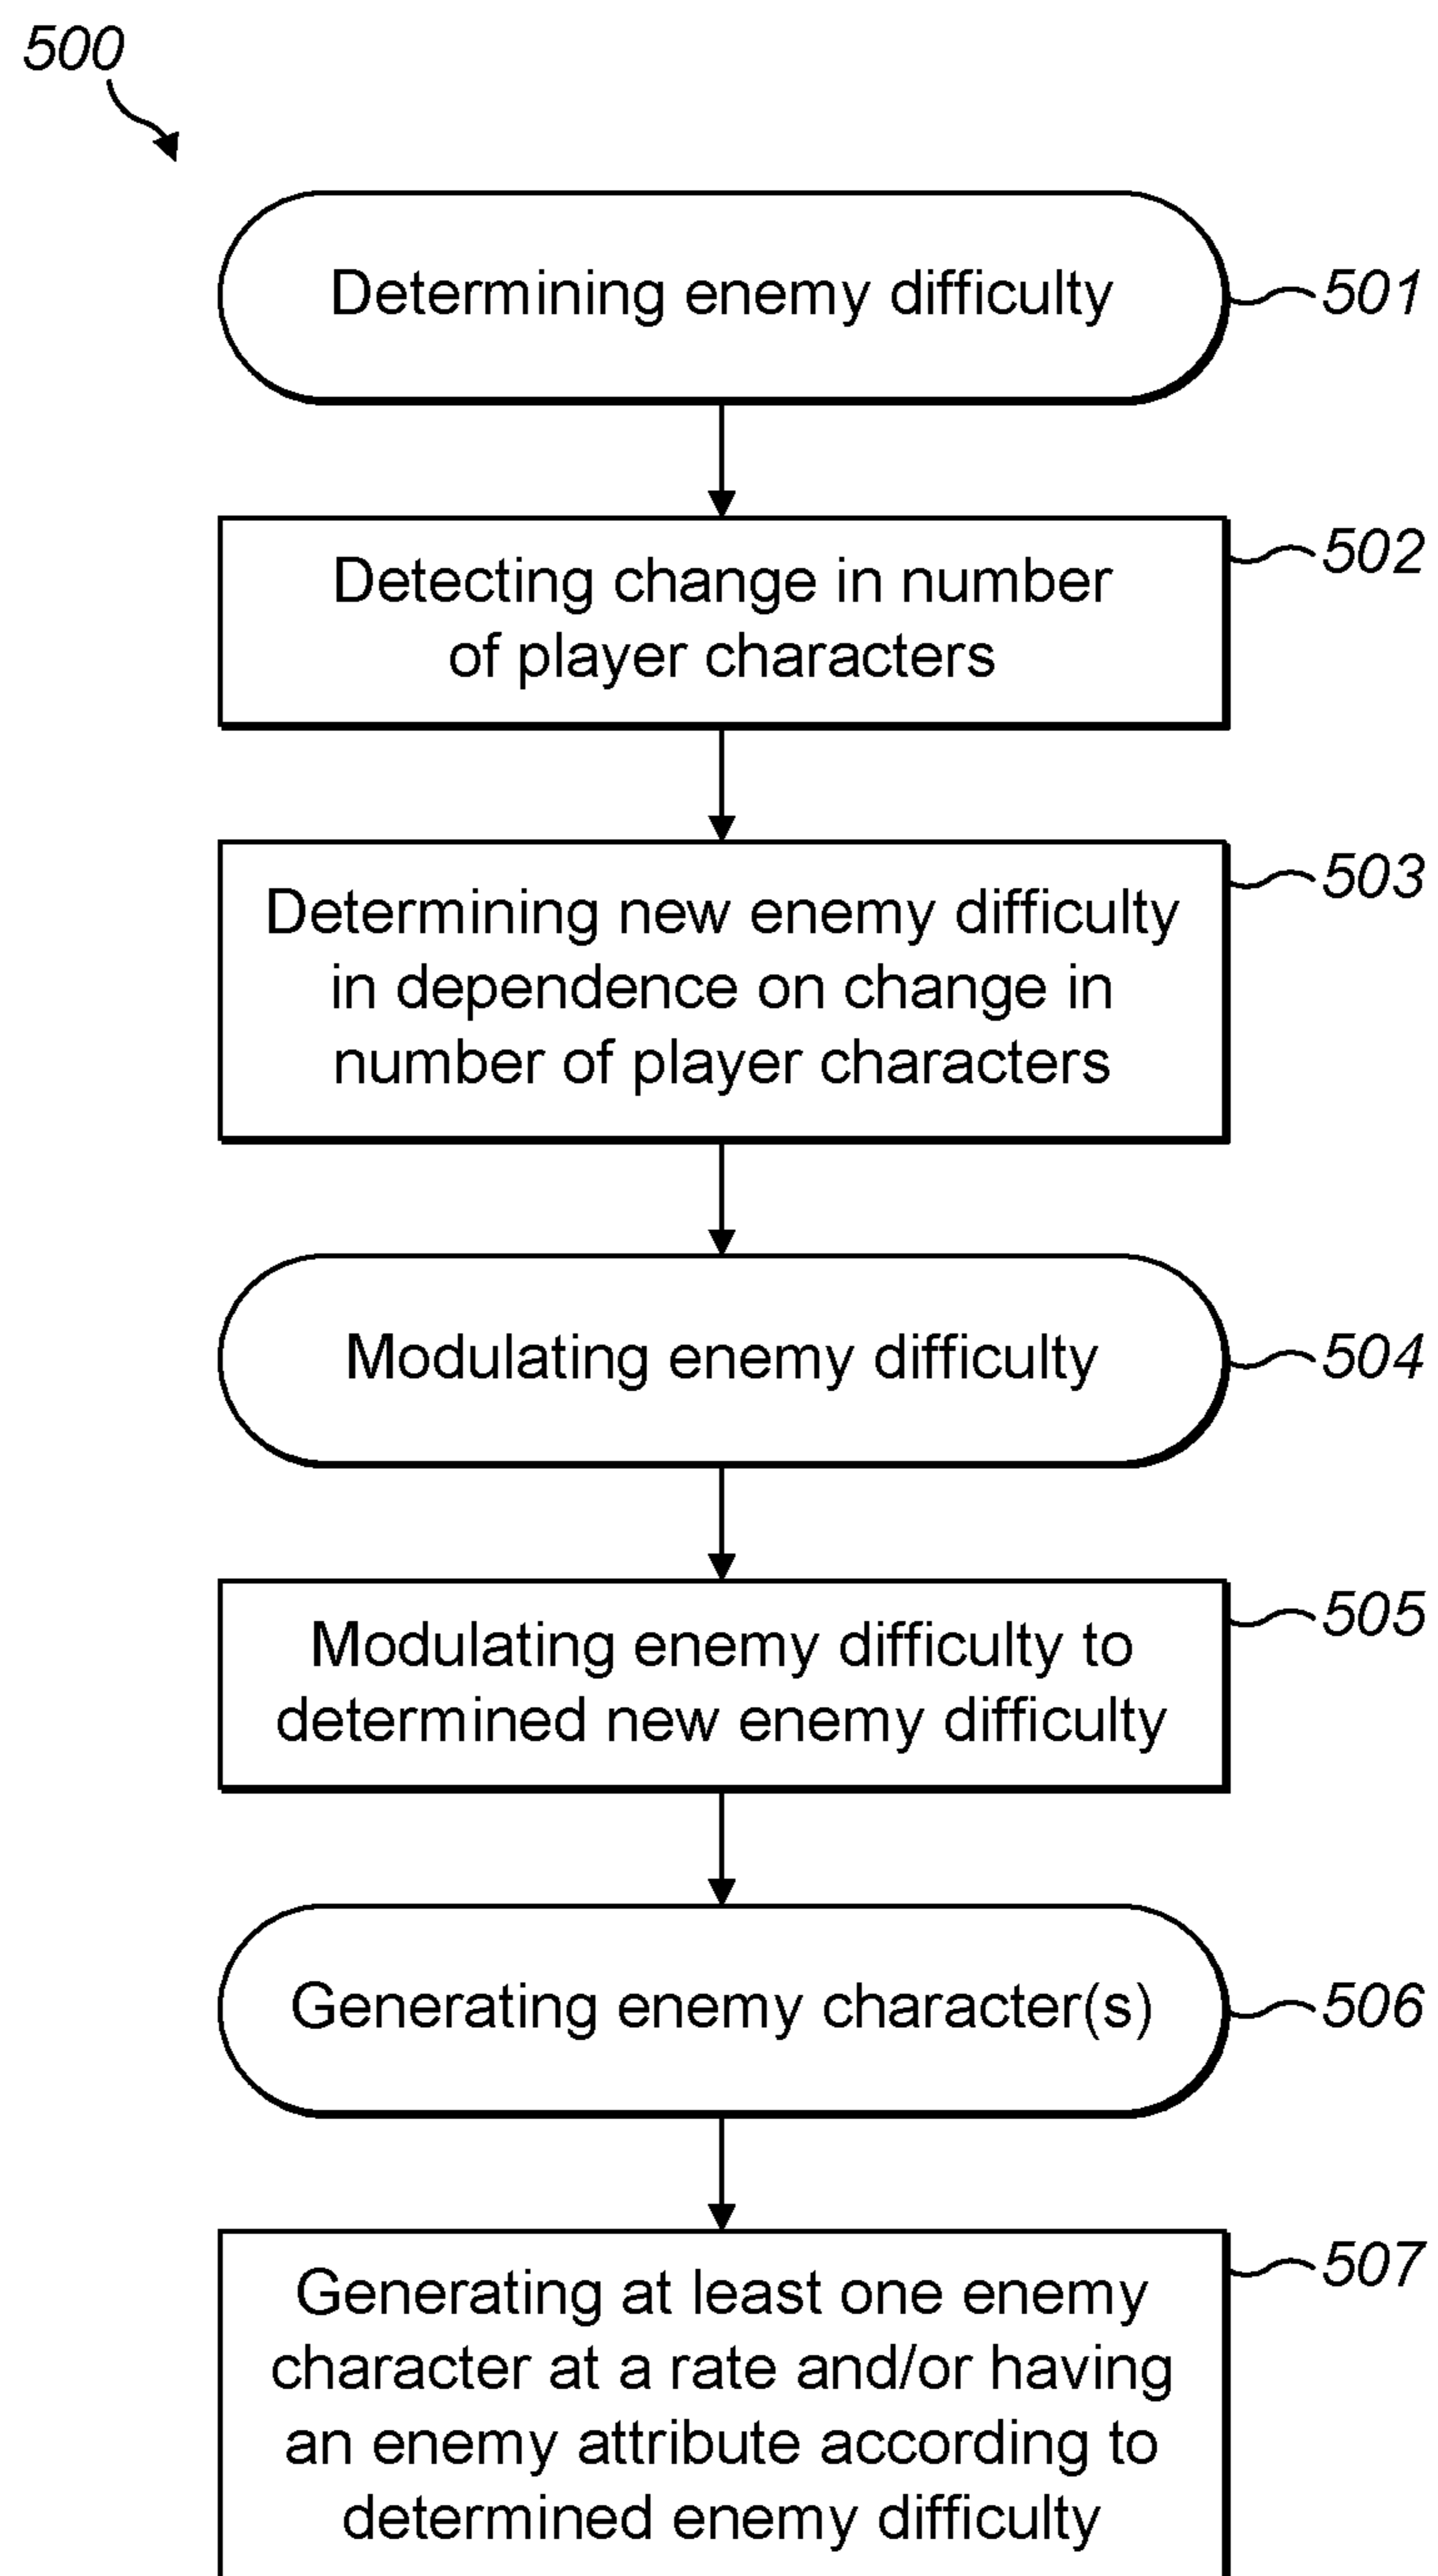 500
Determining enemy difficulty
501
Detecting change in number
of player characters
502
Determining new enemy difficulty
in dependence on change in
number of player characters
503
Modulating enemy difficulty
504
Modulating enemy difficulty to
determined new enemy difficulty
505
Generating enemy character(s)
506
Generating at least one enemy
character at a rate and/or having
an enemy attribute according to
determined enemy difficulty
507